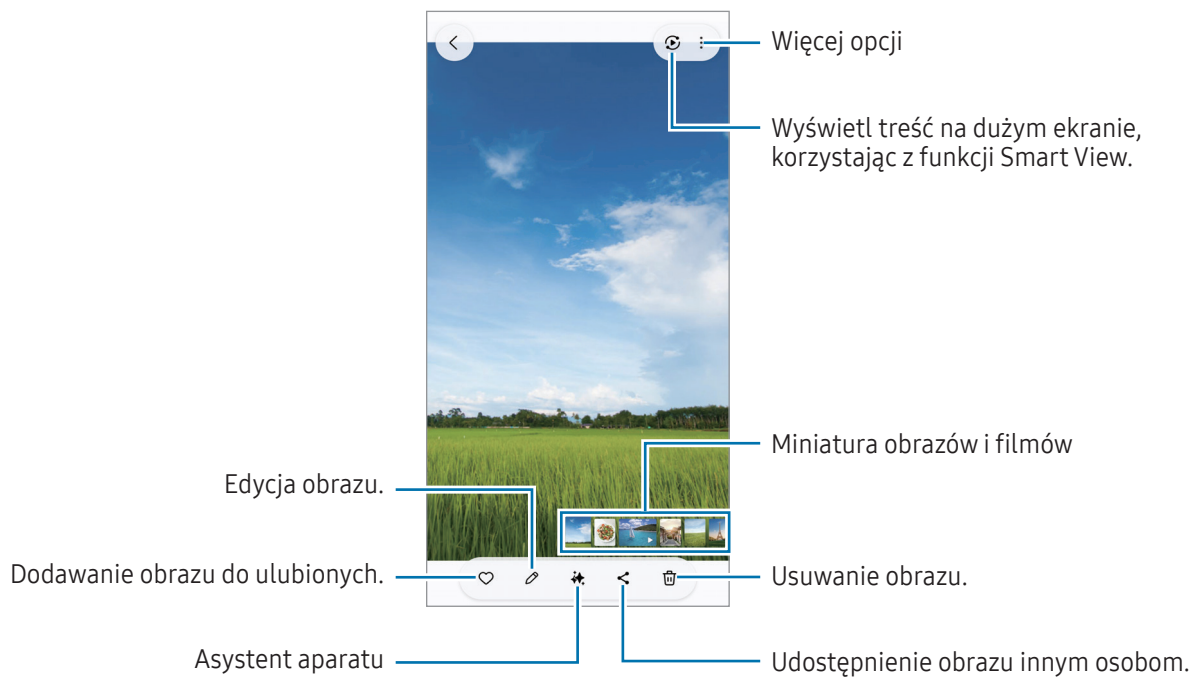 Więcej opcji
Wyświetl treść na dużym ekranie,
korzystając z funkcji Smart View.
Miniatura obrazów i filmów
Edycja obrazu.
Dodawanie obrazu do ulubionych.
Usuwanie obrazu.
Asystent aparatu
Udostępnienie obrazu innym osobom.